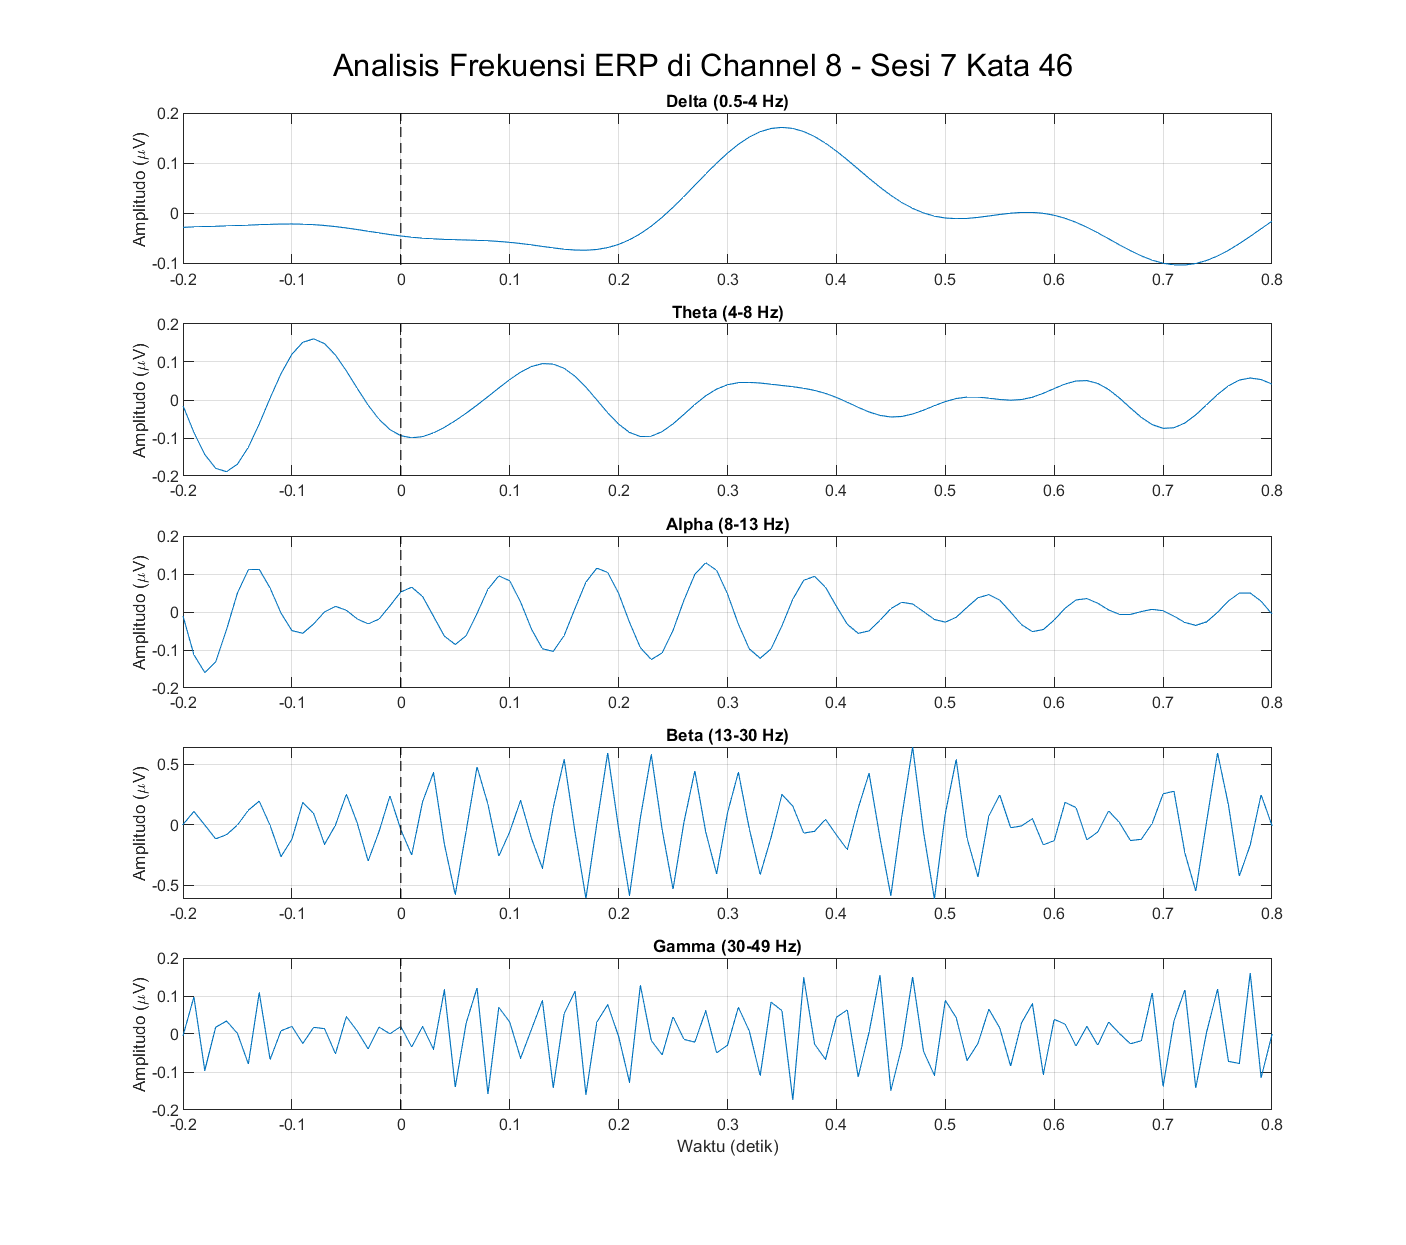 Analisis Frekuensi ERP di Channel 8 - Sesi 7 Kata 46
Delta (0.5-4 Hz)
Amplitudo (μV)
0.2
0.1
0
-0.1
-0.2 -0.1 0 0.1 0.2 0.3 0.4 0.5 0.6 0.7 0.8
Theta (4-8 Hz)
Amplitudo (μV)
0.2
0.1
0
-0.1
-0.2
-0.2 -0.1 0 0.1 0.2 0.3 0.4 0.5 0.6 0.7 0.8
Alpha (8-13 Hz)
Amplitudo (μV)
0.2
0.1
0
-0.1
-0.2
-0.2 -0.1 0 0.1 0.2 0.3 0.4 0.5 0.6 0.7 0.8
Beta (13-30 Hz)
Amplitudo (μV)
0.5
0
-0.5
-0.2 -0.1 0 0.1 0.2 0.3 0.4 0.5 0.6 0.7 0.8
Gamma (30-49 Hz)
Amplitudo (μV)
0.2
0.1
0
-0.1
-0.2
-0.2 -0.1 0 0.1 0.2 0.3 0.4 0.5 0.6 0.7 0.8
Waktu (detik)